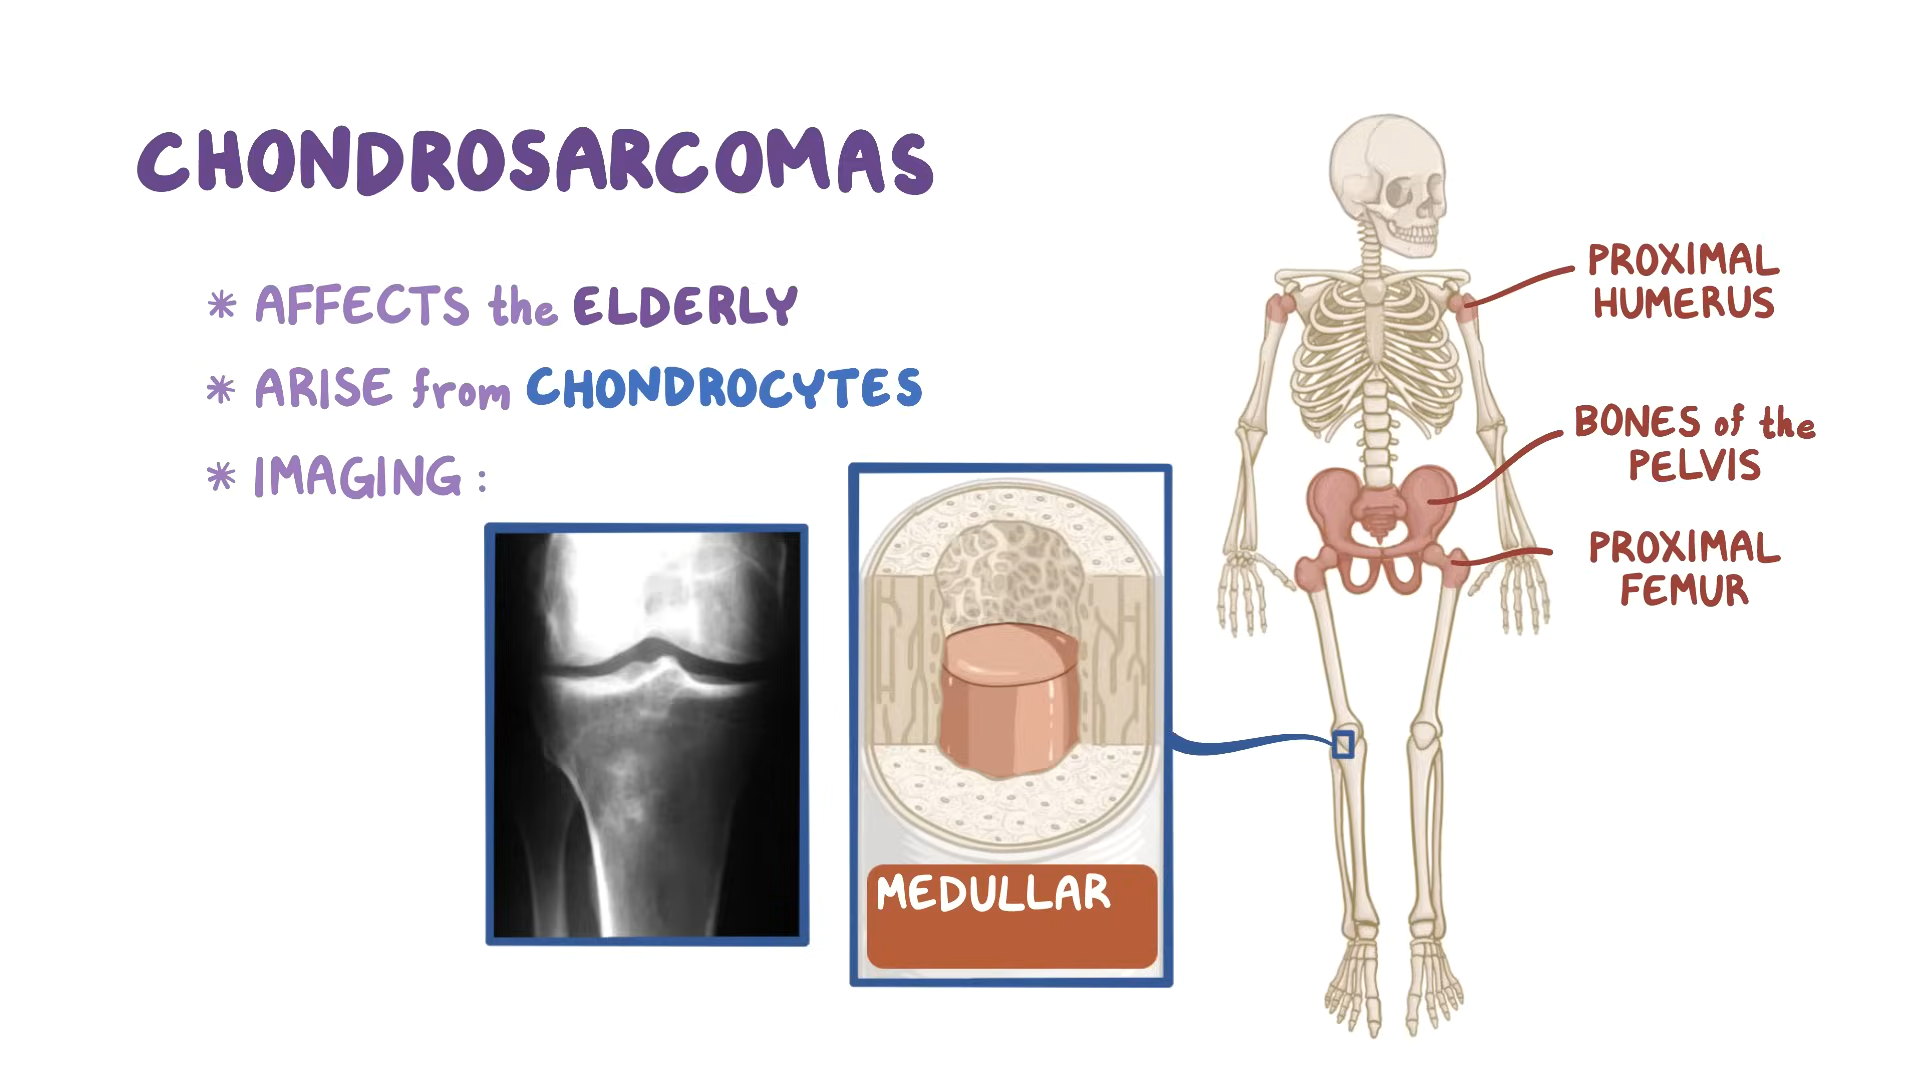 CHONDROSARCOMAS
* AFFECTS the ELDERLY
* ARISE from CHONDROCYTES
* IMAGING :
MEDULLAR
PROXIMAL
HUMERUS
BONES of the
PELVIS
PROXIMAL
FEMUR